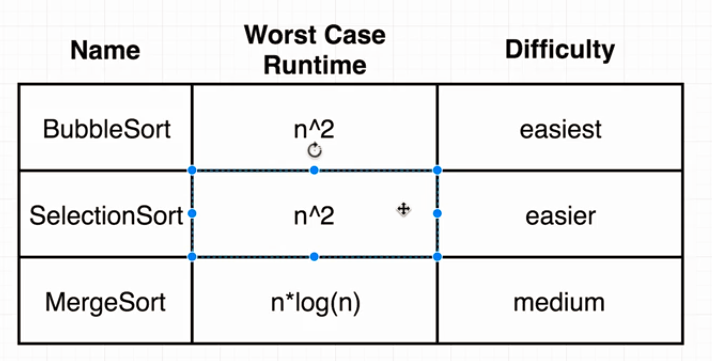 Name
Worst Case
Runtime
Difficulty
BubbleSort
n^2
easiest
SelectionSort
n^2
easier
MergeSort
n*log(n)
medium